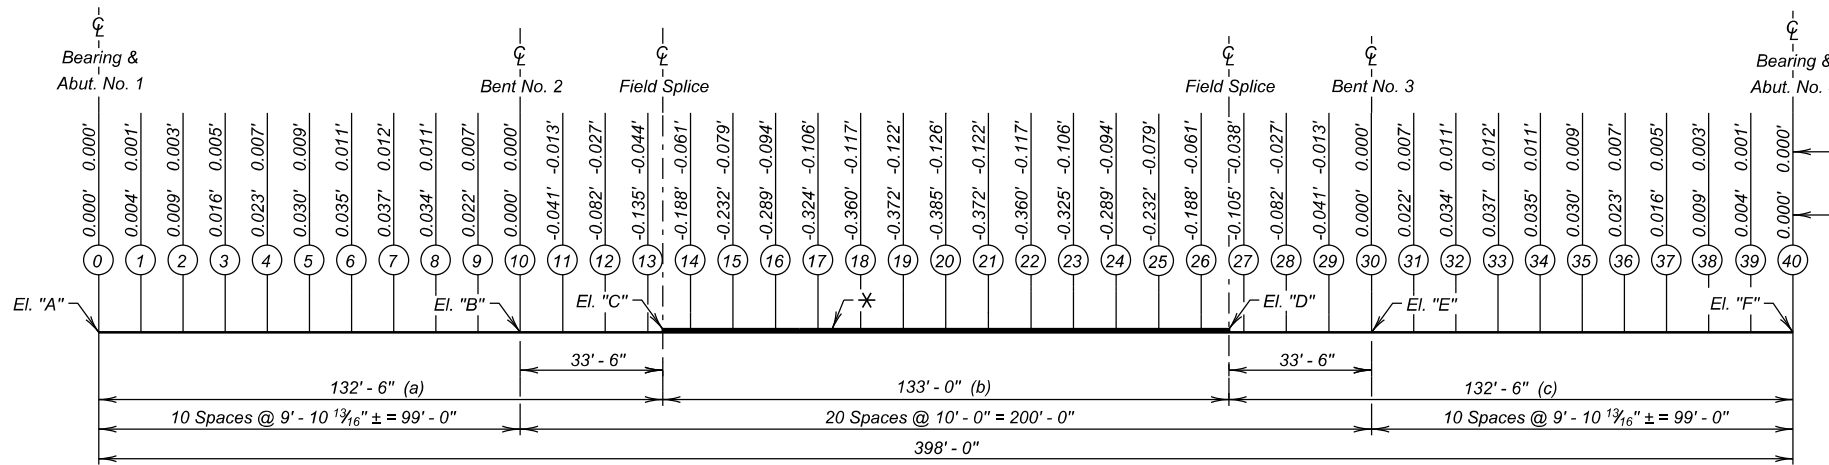 ℄
Bearing &
Abut. No. 1
℄
Bent No. 2
℄
Field Splice
℄
Field Splice
℄
Bent No. 3
℄
Bearing &
Abut. No.
0.000' 0.001' 0.003' 0.005' 0.007' 0.009' 0.011' 0.012' 0.011' 0.007' 0.000' -0.013' -0.027' -0.044' -0.061' -0.079' -0.094' -0.106' -0.117' -0.122' -0.126' -0.122' -0.117' -0.106' -0.094' -0.079' -0.061' -0.038' -0.027' -0.013' 0.000' 0.007' 0.011' 0.012' 0.011' 0.009' 0.007' 0.005' 0.003' 0.001' 0.000'
0.000' 0.004' 0.009' 0.016' 0.023' 0.030' 0.035' 0.037' 0.034' 0.022' 0.000' -0.041' -0.082' -0.135' -0.188' -0.232' -0.289' -0.324' -0.360' -0.372' -0.385' -0.372' -0.360' -0.325' -0.289' -0.232' -0.188' -0.105' -0.082' -0.041' 0.000' 0.022' 0.034' 0.037' 0.035' 0.030' 0.023' 0.016' 0.009' 0.004' 0.000'
0 1 2 3 4 5 6 7 8 9 10 11 12 13 14 15 16 17 18 19 20 21 22 23 24 25 26 27 28 29 30 31 32 33 34 35 36 37 38 39 40
El. "A" El. "B" El. "C" El. "D" El. "E" El. "F"
33' - 6" 33' - 6"
132' - 6" (a) 133' - 0" (b) 132' - 6" (c)
10 Spaces @ 9' - 10 13/16" ± = 99' - 0" 20 Spaces @ 10' - 0" = 200' - 0" 10 Spaces @ 9' - 10 13/16" ± = 99' - 0"
398' - 0"